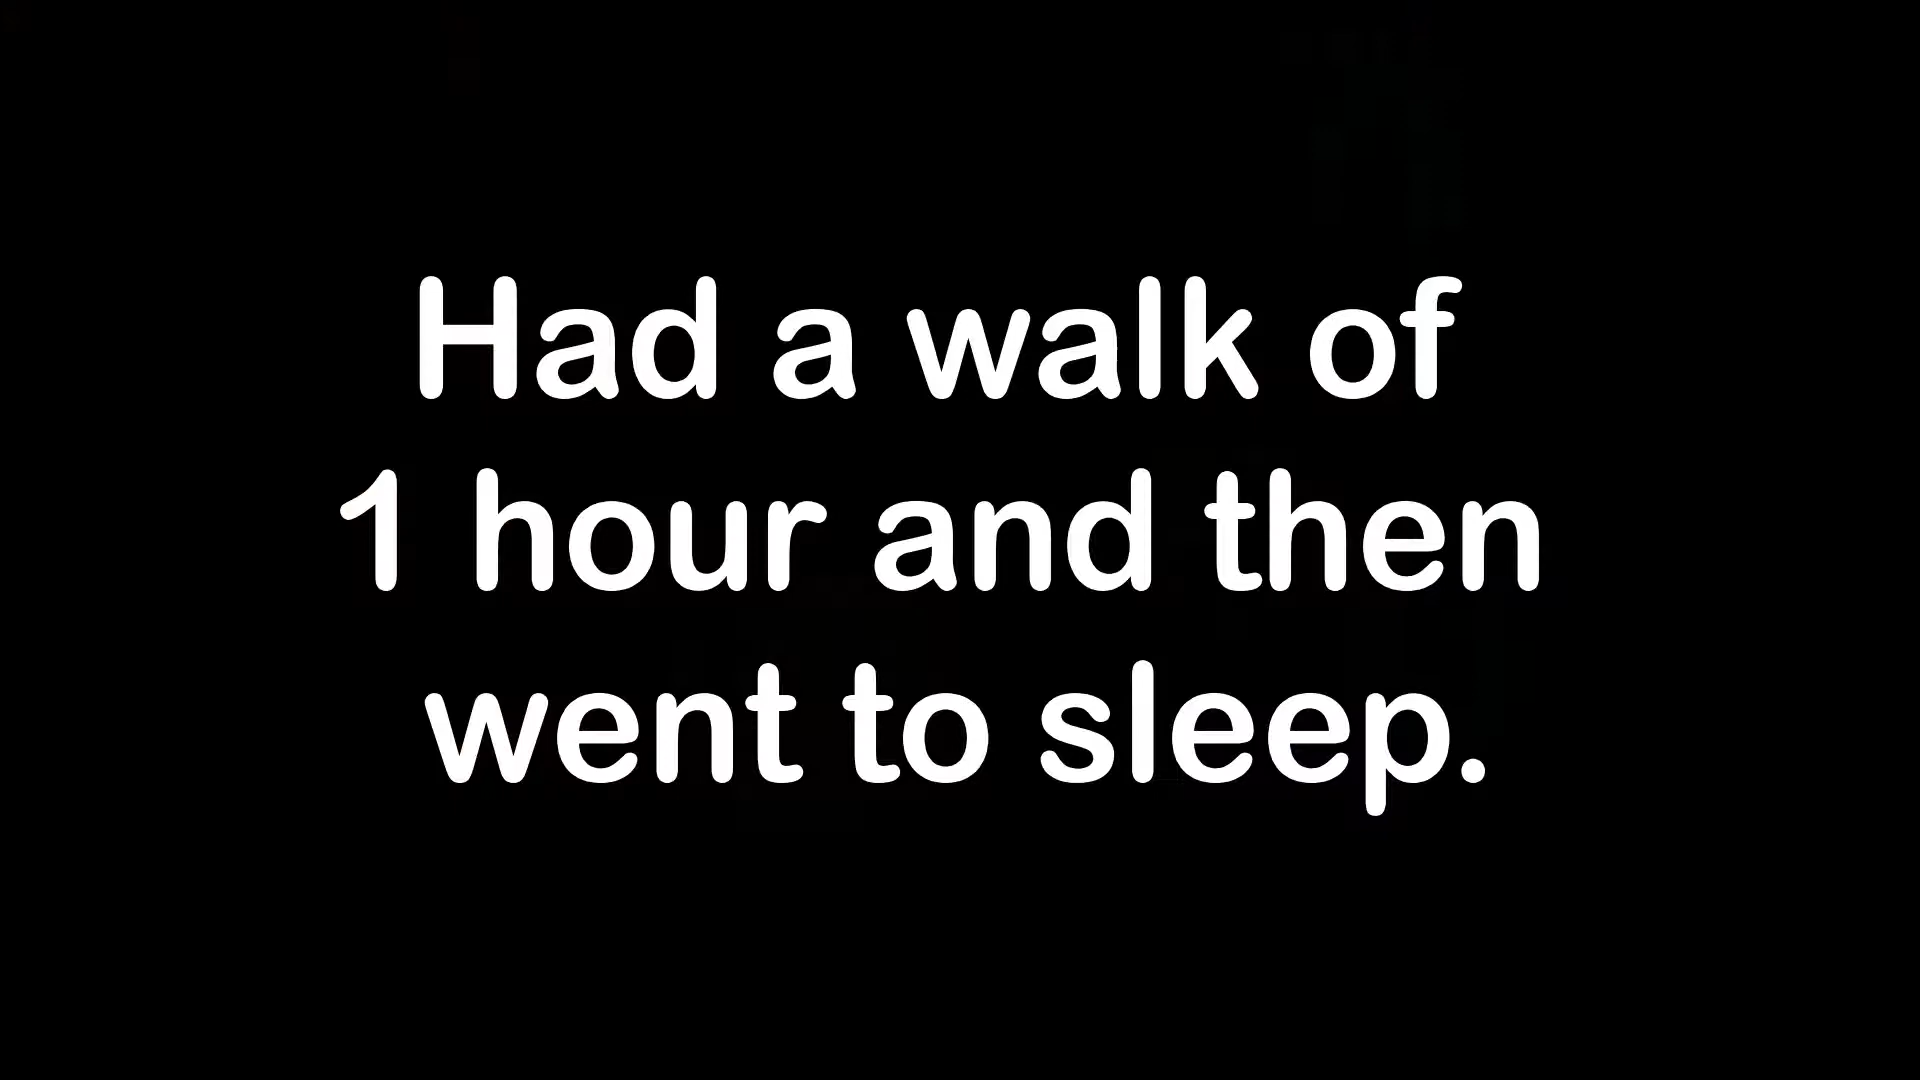 Had a walk of
1 hour and then
went to sleep.